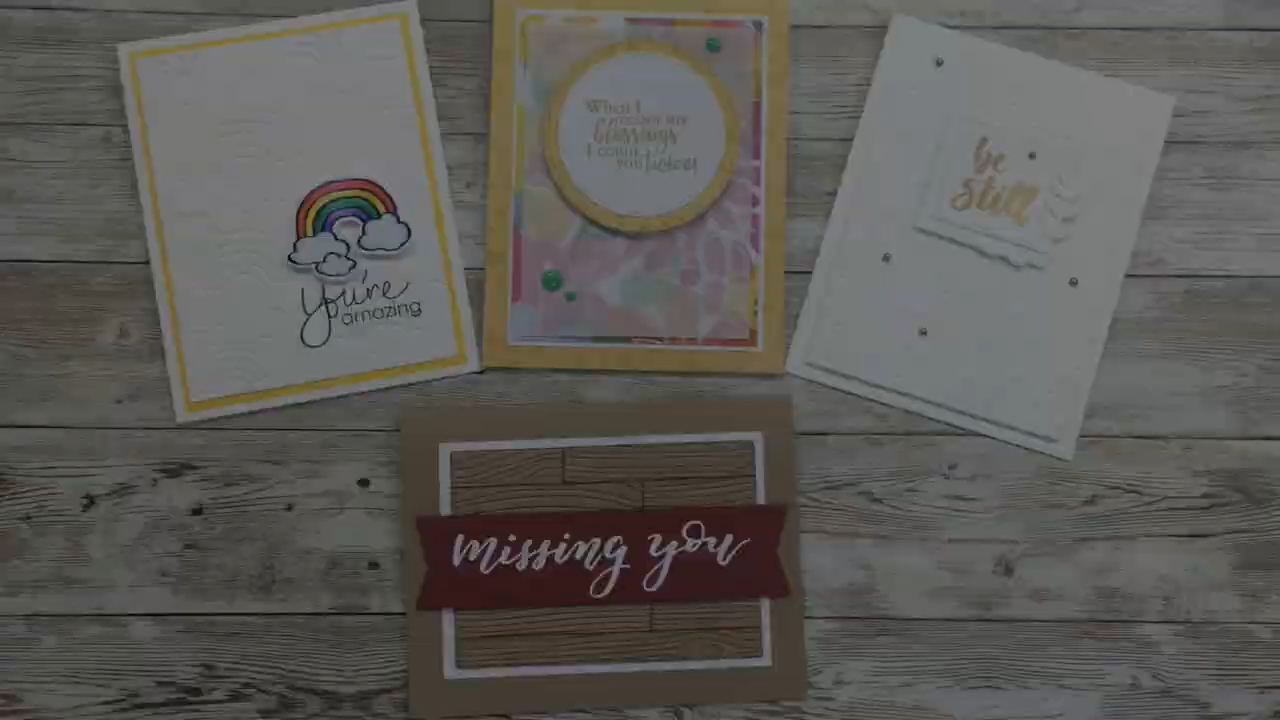 you're
amazing
When I
count my
blessings
I count
you twice!
be
still
missing you